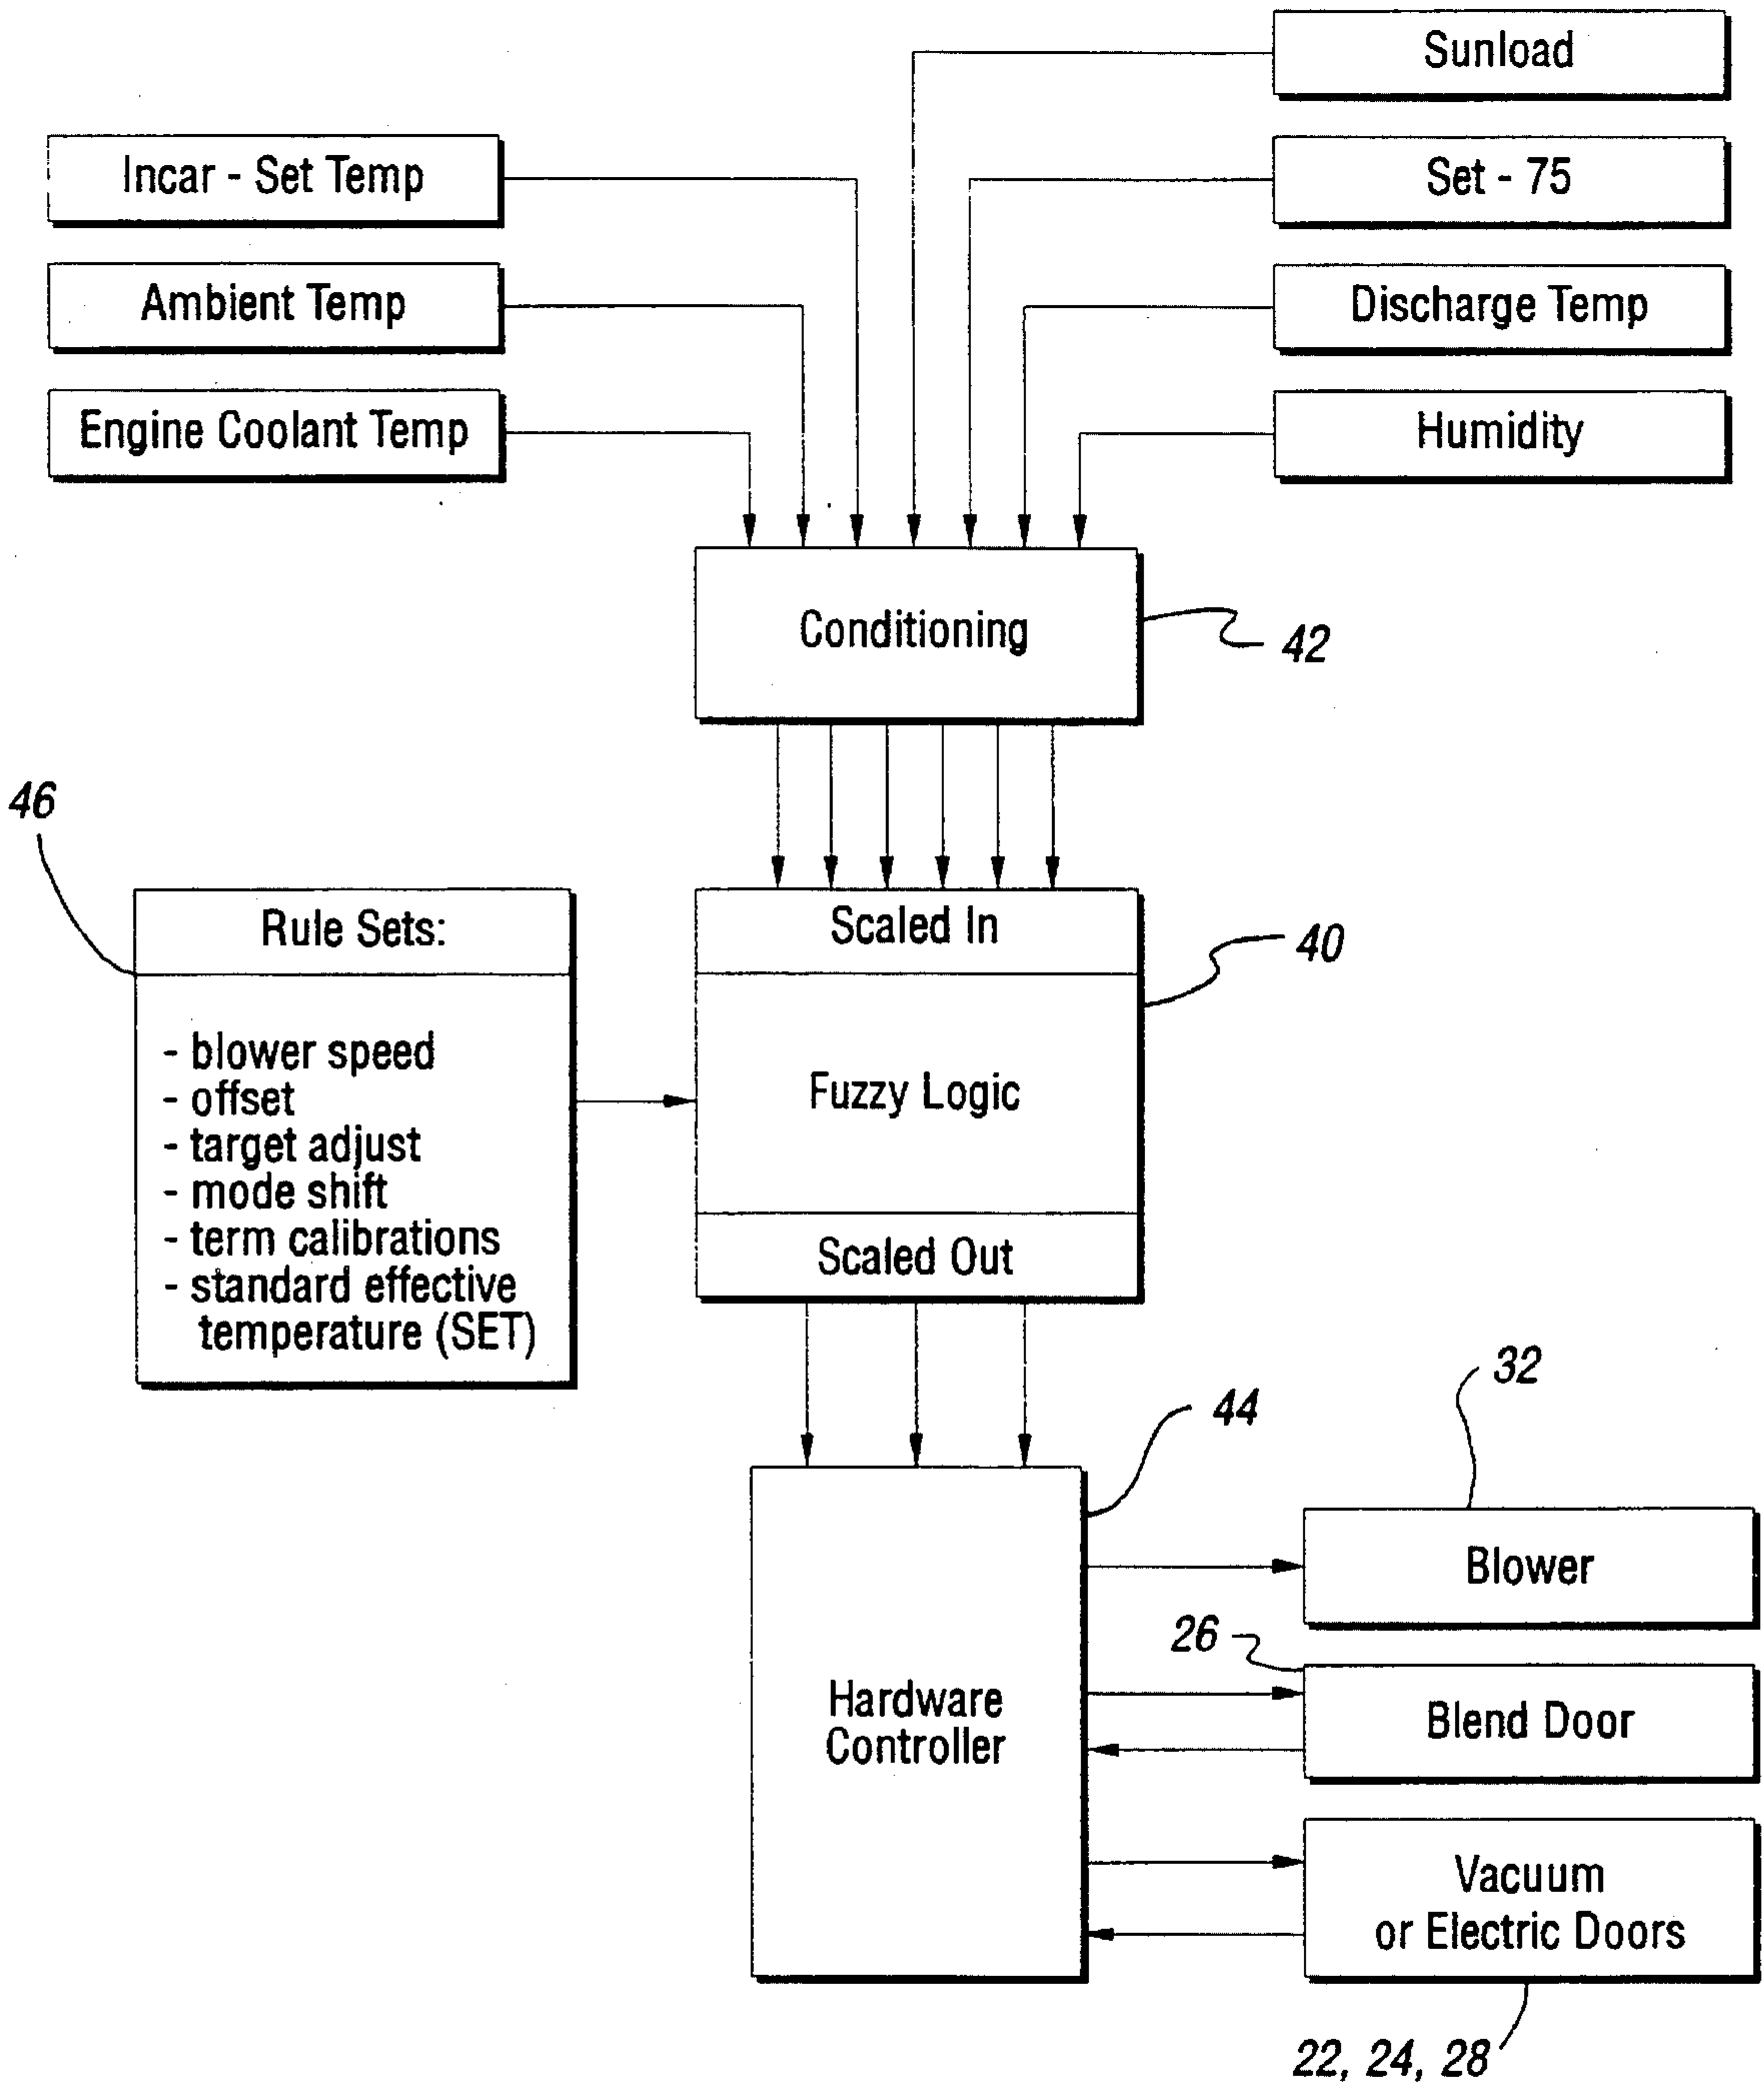 Sunload
Incar - Set Temp
Set - 75
Ambient Temp
Discharge Temp
Engine Coolant Temp
Humidity
Conditioning
42
46
Rule Sets:
- blower speed
- offset
- target adjust
- mode shift
- term calibrations
- standard effective
temperature (SET)
Scaled In
40
Fuzzy Logic
Scaled Out
44
32
Hardware
Controller
Blower
26
Blend Door
Vacuum
or Electric Doors
22, 24, 28